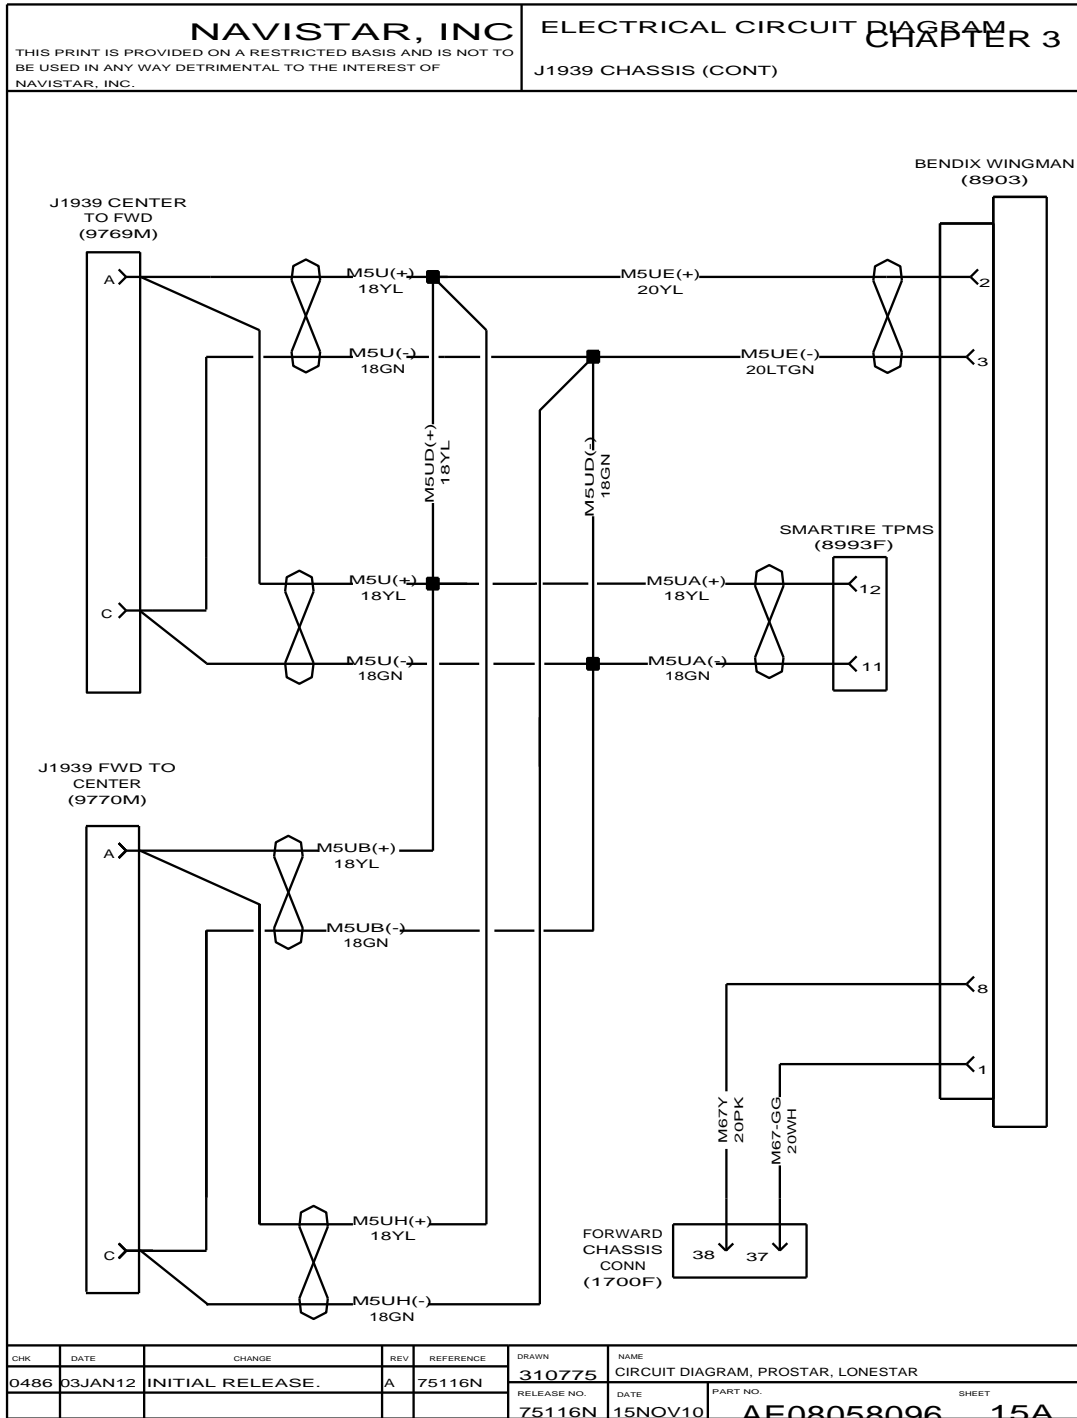 NAVISTAR, INC
THIS PRINT IS PROVIDED ON A RESTRICTED BASIS AND IS NOT TO
BE USED IN ANY WAY DETRIMENTAL TO THE INTEREST OF
NAVISTAR, INC.
ELECTRICAL CIRCUIT DIAGRAM
CHAPTER 3
J1939 CHASSIS (CONT)
BENDIX WINGMAN
(8903)
J1939 CENTER
TO FWD
(9769M)
A
M5U(+)
18YL
M5UE(+)
20YL
2
M5U(-)
18GN
M5UE(-)
20LTGN
3
M5UD(+)
18YL
M5UD(-)
18GN
SMARTIRE TPMS
(8993F)
M5U(+)
18YL
M5UA(+)
18YL
12
C
M5U(-)
18GN
M5UA(-)
18GN
11
J1939 FWD TO
CENTER
(9770M)
A
M5UB(+)
18YL
M5UB(-)
18GN
8
1
M67Y
20PK
M67-GG
20WH
C
M5UH(+)
18YL
M5UH(-)
18GN
FORWARD
CHASSIS
CONN
(1700F)
38
37
CHK DATE CHANGE REV REFERENCE
0486 03JAN12 INITIAL RELEASE. A 75116N
DRAWN
310775
NAME
CIRCUIT DIAGRAM, PROSTAR, LONESTAR
RELEASE NO.
75116N
DATE
15NOV10
PART NO.
AE08058096
SHEET
15A